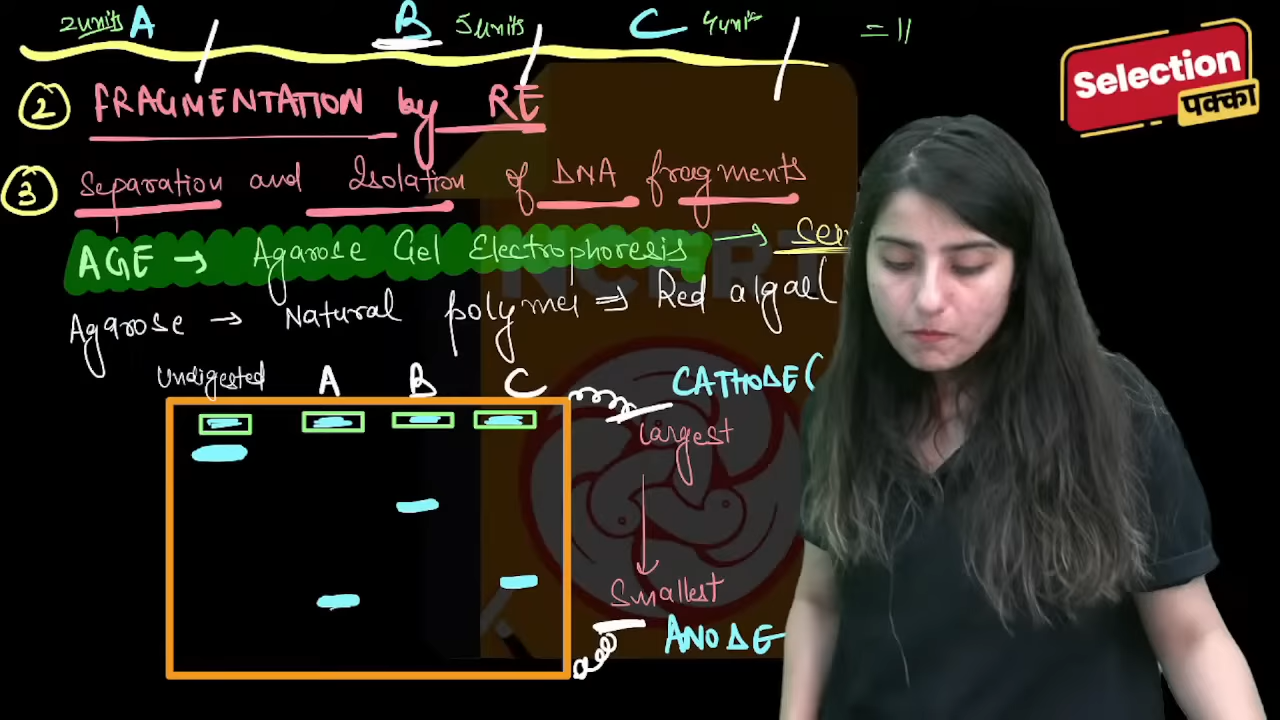 2units A B 5units C 4units = 11
Selection
पक्का
② FRAGMENTATION by RE
③ Separation and Isolation of DNA fragments
AGE → Agarose Gel Electrophoresis →
Agarose → Natural polymer ⇒ Red algae(
Undigested A B C CATHODE(
Largest
Smallest
ANODE
NCERT